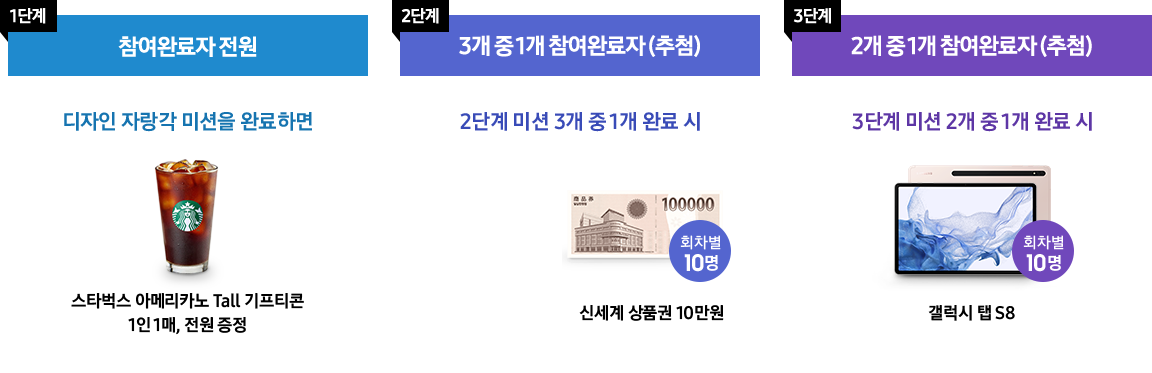 1단계
참여완료자 전원
디자인 자랑각 미션을 완료하면
스타벅스 아메리카노 Tall 기프티콘
1인 1매, 전원 증정
2단계
3개 중 1개 참여완료자 (추첨)
2단계 미션 3개 중 1개 완료 시
商品券
100000
회차별
10명
신세계 상품권 10만원
3단계
2개 중 1개 참여완료자 (추첨)
3단계 미션 2개 중 1개 완료 시
회차별
10명
갤럭시 탭 S8